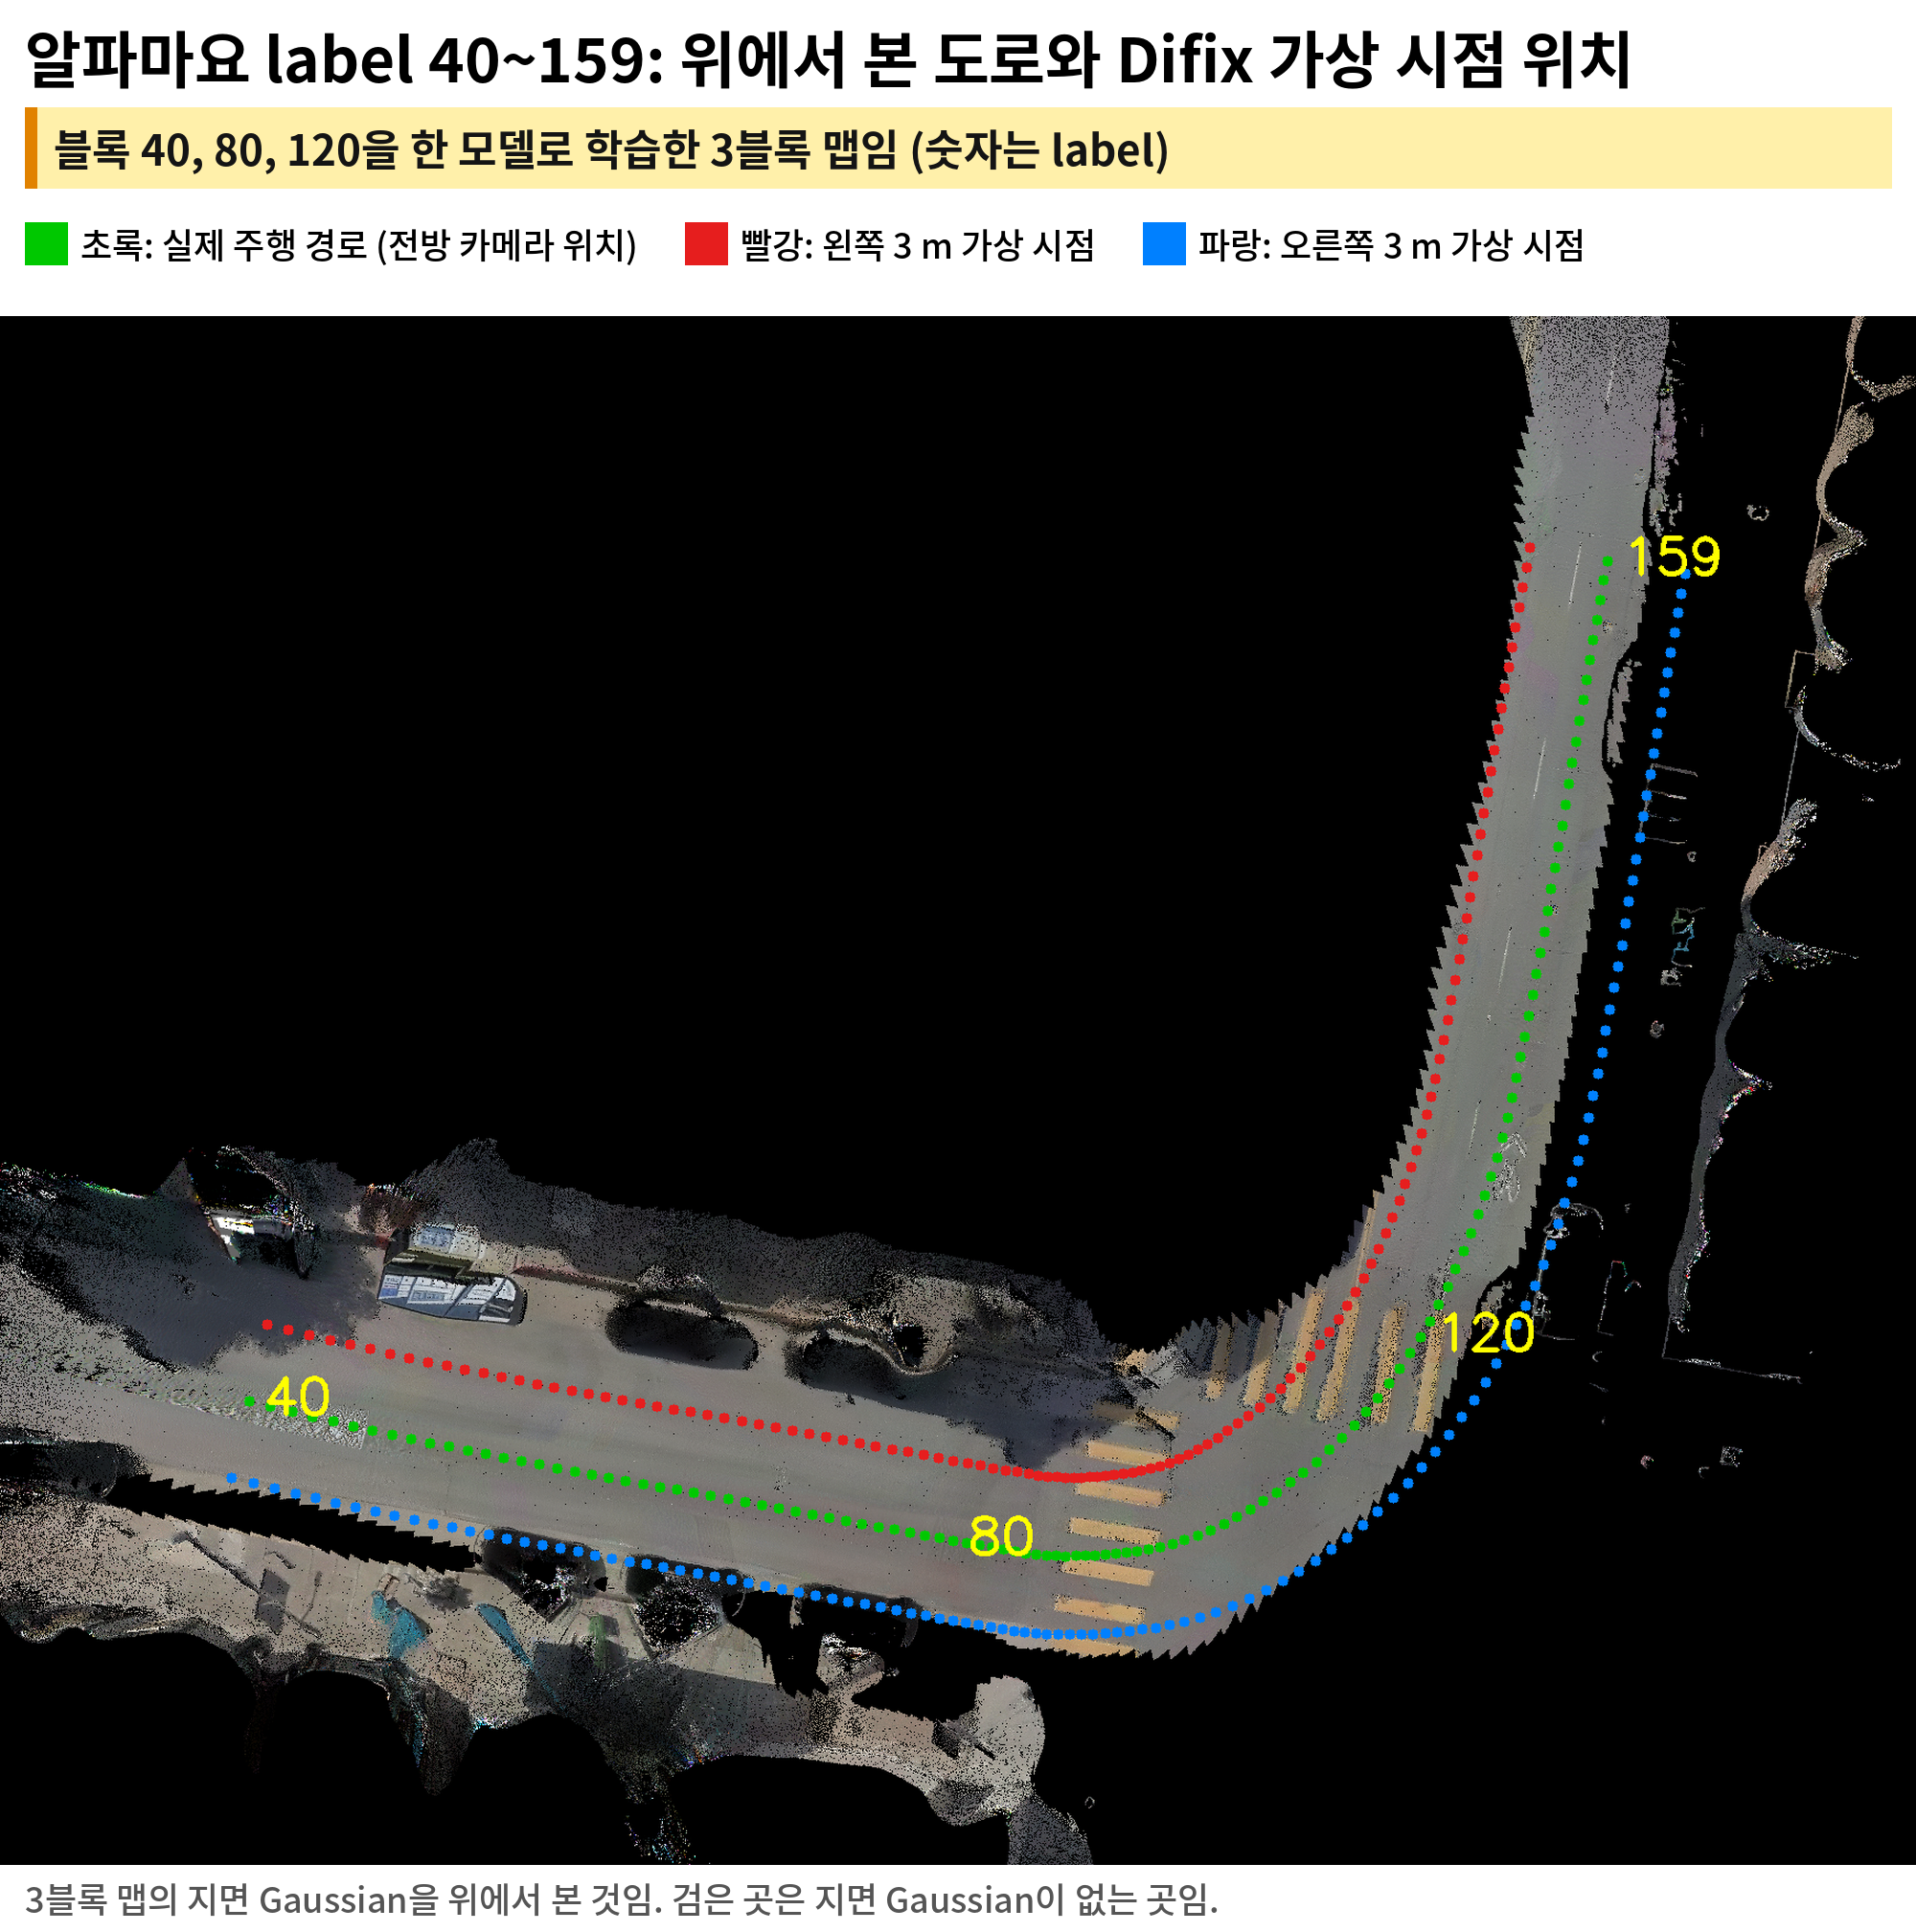 알파마요 label 40~159: 위에서 본 도로와 Difix 가상 시점 위치
블록 40, 80, 120을 한 모델로 학습한 3블록 맵임 (숫자는 label)
초록: 실제 주행 경로 (전방 카메라 위치) 빨강: 왼쪽 3 m 가상 시점 파랑: 오른쪽 3 m 가상 시점
159
120
40
80
3블록 맵의 지면 Gaussian을 위에서 본 것임. 검은 곳은 지면 Gaussian이 없는 곳임.